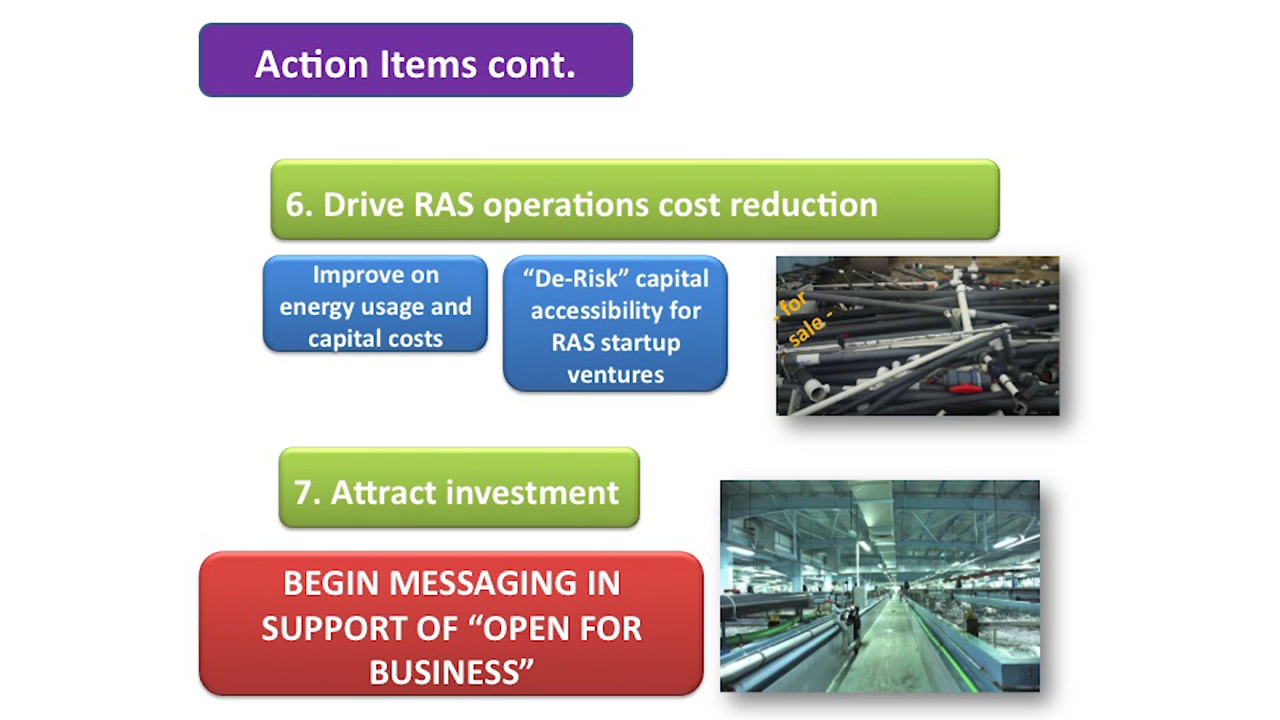 Action Items cont.
6. Drive RAS operations cost reduction
Improve on
energy usage and
capital costs
“De-Risk” capital
accessibility for
RAS startup
ventures
- for
sale -
7. Attract investment
BEGIN MESSAGING IN
SUPPORT OF “OPEN FOR
BUSINESS”